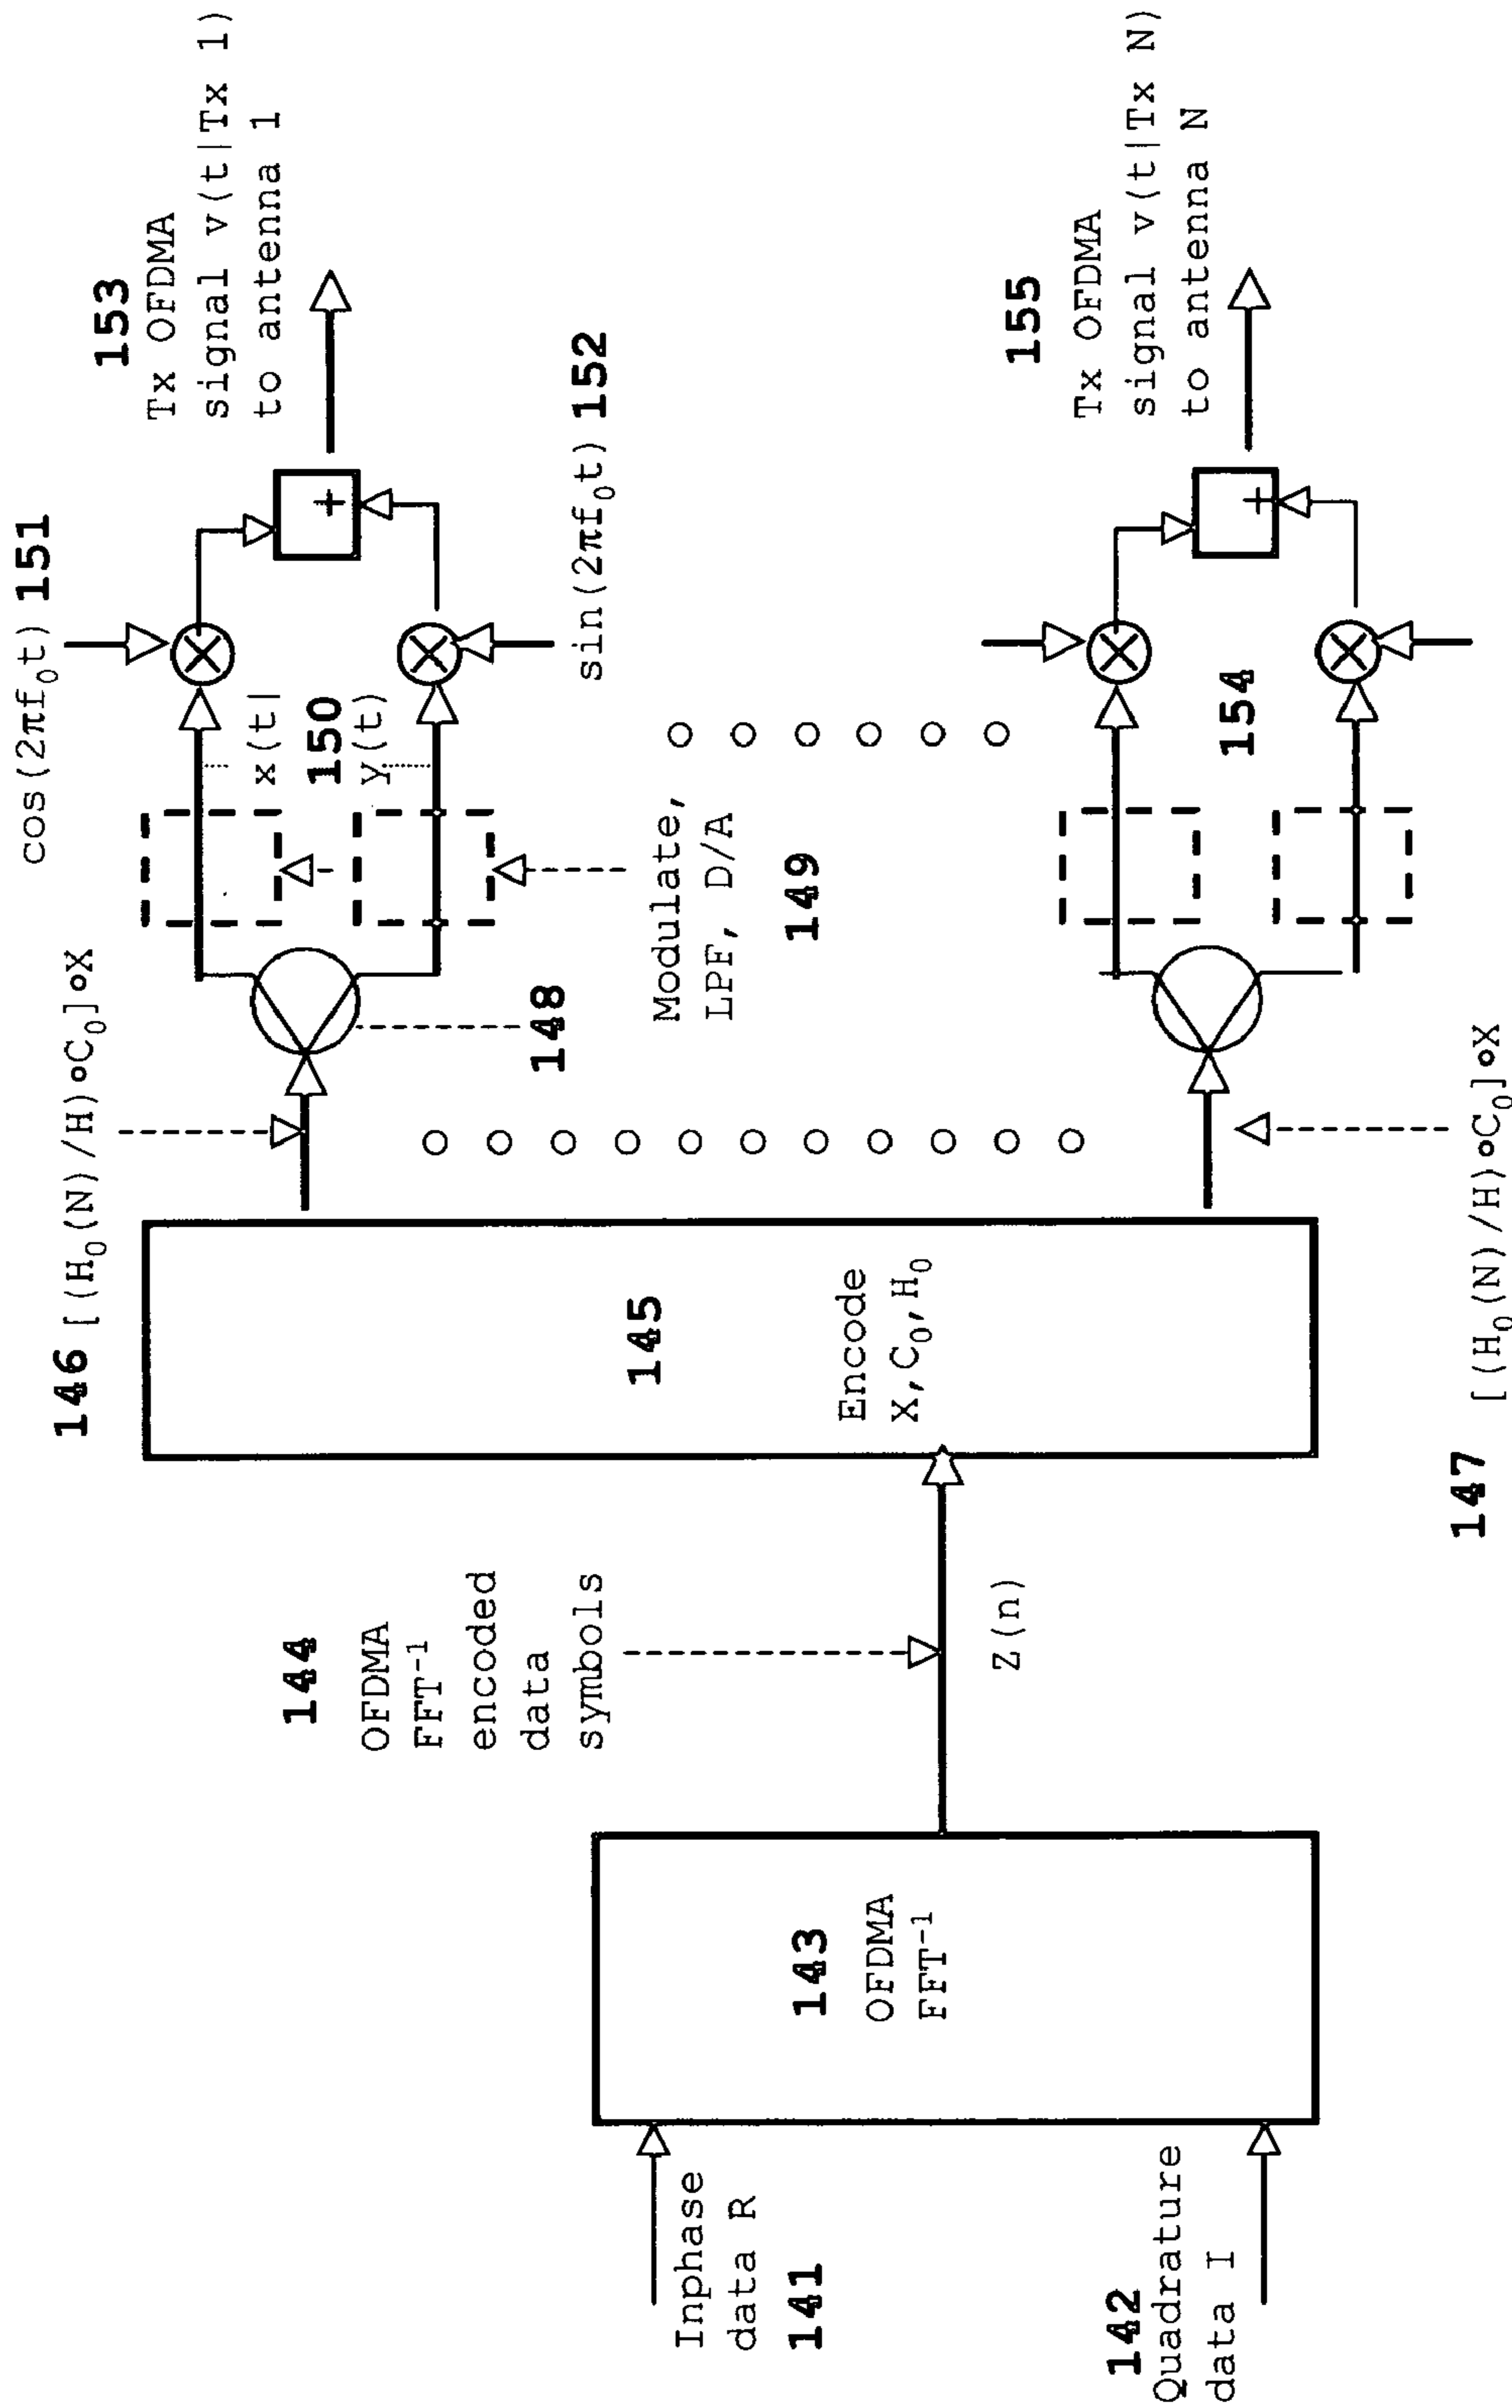 Inphase
data R
141
142
Quadrature
data I
143
OFDMA
FFT⁻¹
144
OFDMA
FFT⁻¹
encoded
data
symbols
Z(n)
145
Encode
X,C₀,H₀
146 [(H₀(N)/H)∘C₀]∘X
147 [(H₀(N)/H)∘C₀]∘X
148
Modulate,
LPF, D/A
149
x(t|
150
y(t)
cos(2πf₀t) 151
sin(2πf₀t) 152
+
153
Tx OFDMA
signal v(t|Tx 1)
to antenna 1
154
+
155
Tx OFDMA
signal v(t|Tx N)
to antenna N